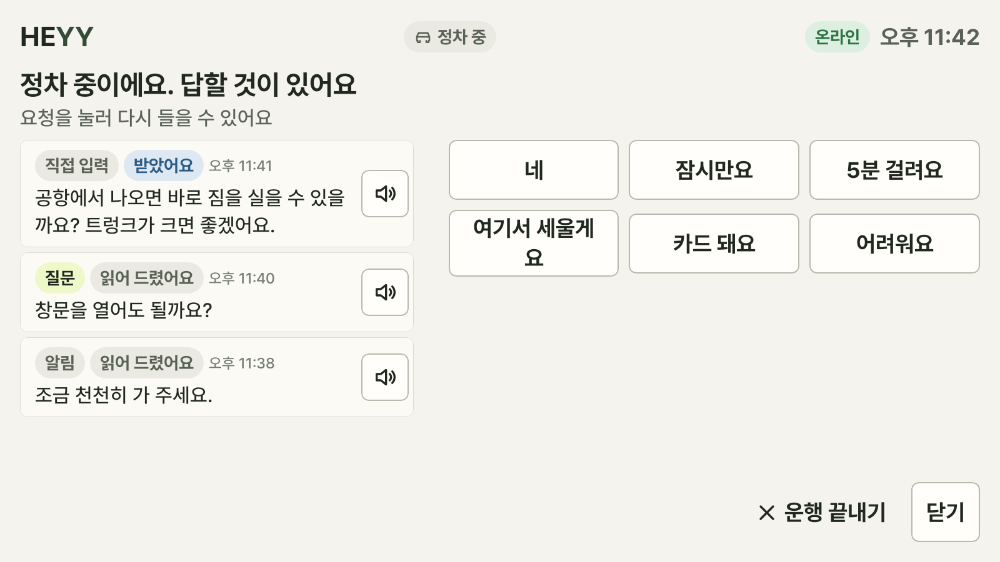 HEYY
정차 중
온라인 오후 11:42
정차 중이에요. 답할 것이 있어요
요청을 눌러 다시 들을 수 있어요
직접 입력 받았어요 오후 11:41
공항에서 나오면 바로 짐을 실을 수 있을
까요? 트렁크가 크면 좋겠어요.
질문 읽어 드렸어요 오후 11:40
창문을 열어도 될까요?
알림 읽어 드렸어요 오후 11:38
조금 천천히 가 주세요.
네
잠시만요
5분 걸려요
여기서 세울게
요
카드 돼요
어려워요
운행 끝내기
닫기